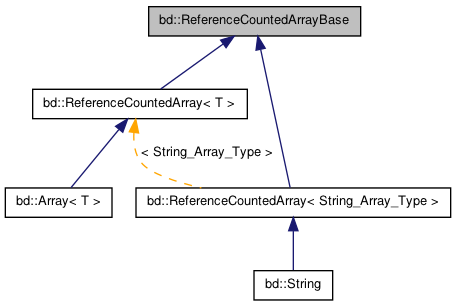 bd::ReferenceCountedArrayBase
bd::ReferenceCountedArray< T >
< String_Array_Type >
bd::Array< T >
bd::ReferenceCountedArray< String_Array_Type >
bd::String